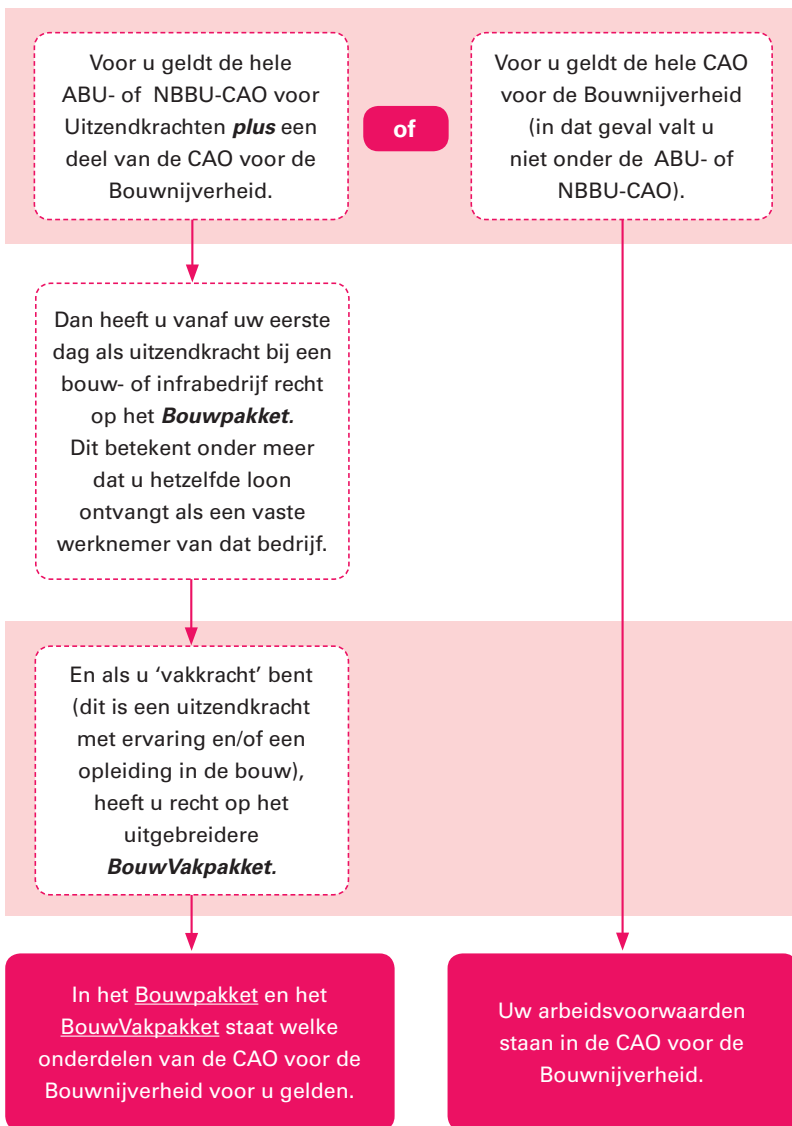 Voor u geldt de hele
ABU- of NBBU-CAO voor
Uitzendkrachten plus een
deel van de CAO voor de
Bouwnijverheid.
of
Voor u geldt de hele CAO
voor de Bouwnijverheid
(in dat geval valt u
niet onder de ABU- of
NBBU-CAO).
Dan heeft u vanaf uw eerste
dag als uitzendkracht bij een
bouw- of infrabedrijf recht
op het Bouwpakket.
Dit betekent onder meer
dat u hetzelfde loon
ontvangt als een vaste
werknemer van dat bedrijf.
En als u ‘vakkracht’ bent
(dit is een uitzendkracht
met ervaring en/of een
opleiding in de bouw),
heeft u recht op het
uitgebreidere
BouwVakpakket.
In het Bouwpakket en het
BouwVakpakket staat welke
onderdelen van de CAO voor de
Bouwnijverheid voor u gelden.
Uw arbeidsvoorwaarden
staan in de CAO voor de
Bouwnijverheid.